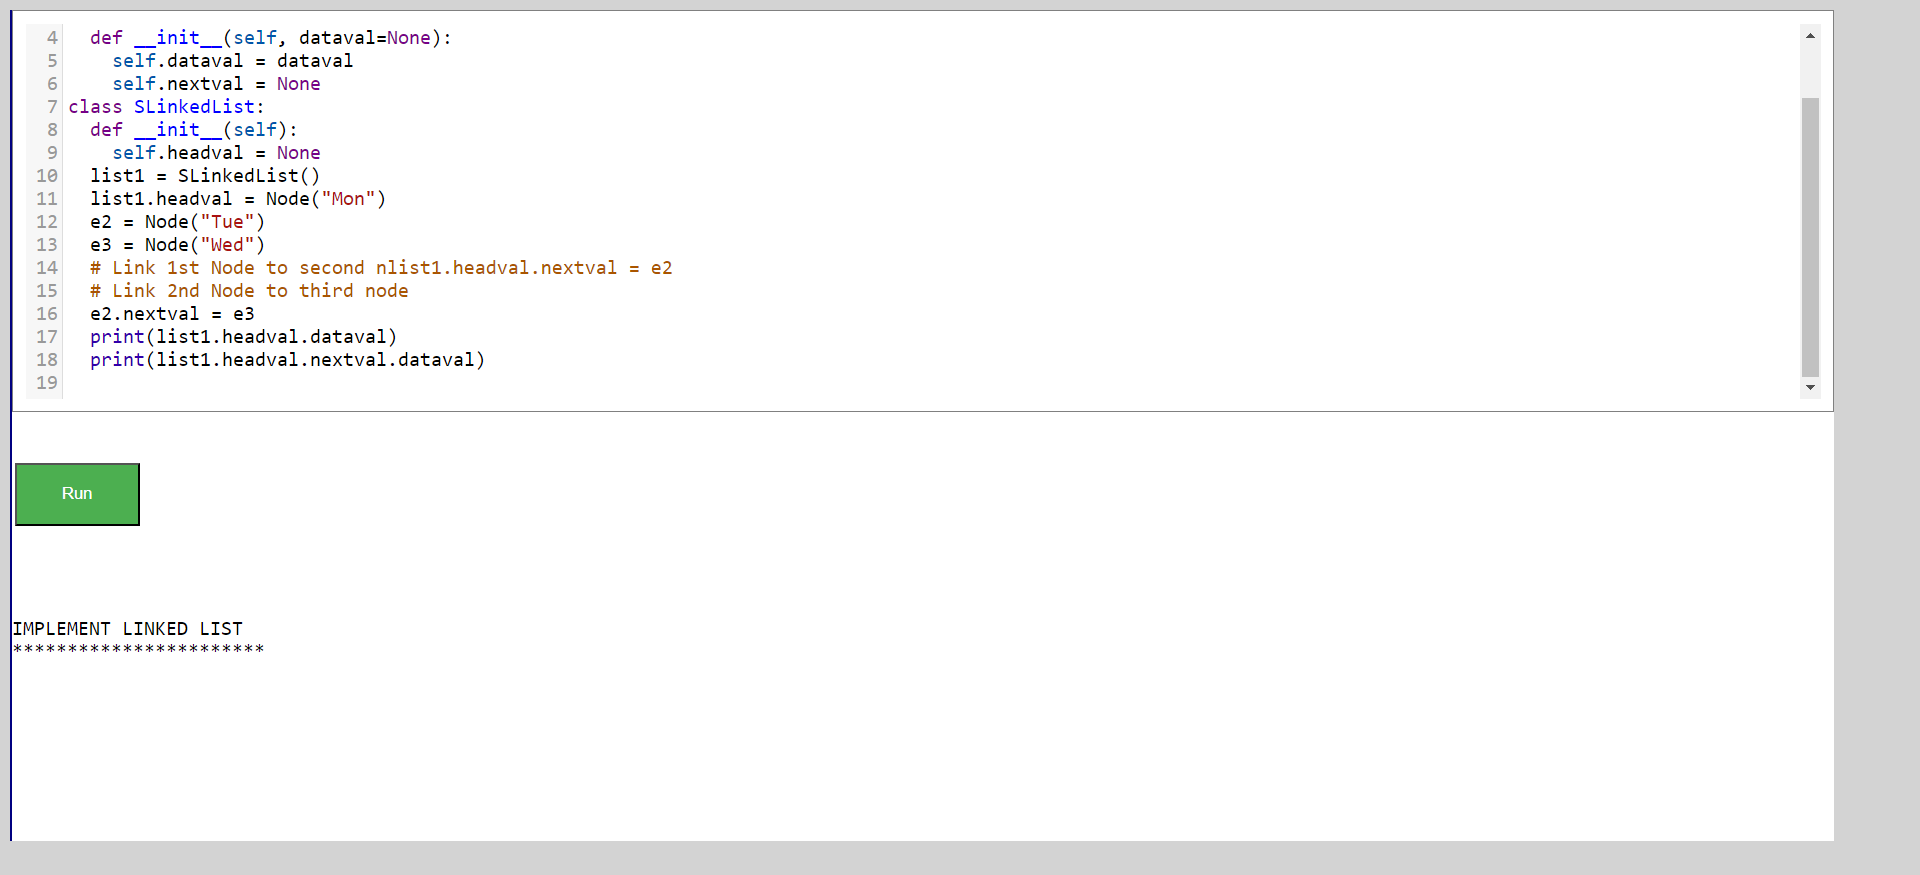 4 def __init__(self, dataval=None):
5 self.dataval = dataval
6 self.nextval = None
7 class SLinkedList:
8 def __init__(self):
9 self.headval = None
10 list1 = SLinkedList()
11 list1.headval = Node("Mon")
12 e2 = Node("Tue")
13 e3 = Node("Wed")
14 # Link 1st Node to second nlist1.headval.nextval = e2
15 # Link 2nd Node to third node
16 e2.nextval = e3
17 print(list1.headval.dataval)
18 print(list1.headval.nextval.dataval)
19
Run
IMPLEMENT LINKED LIST
***********************